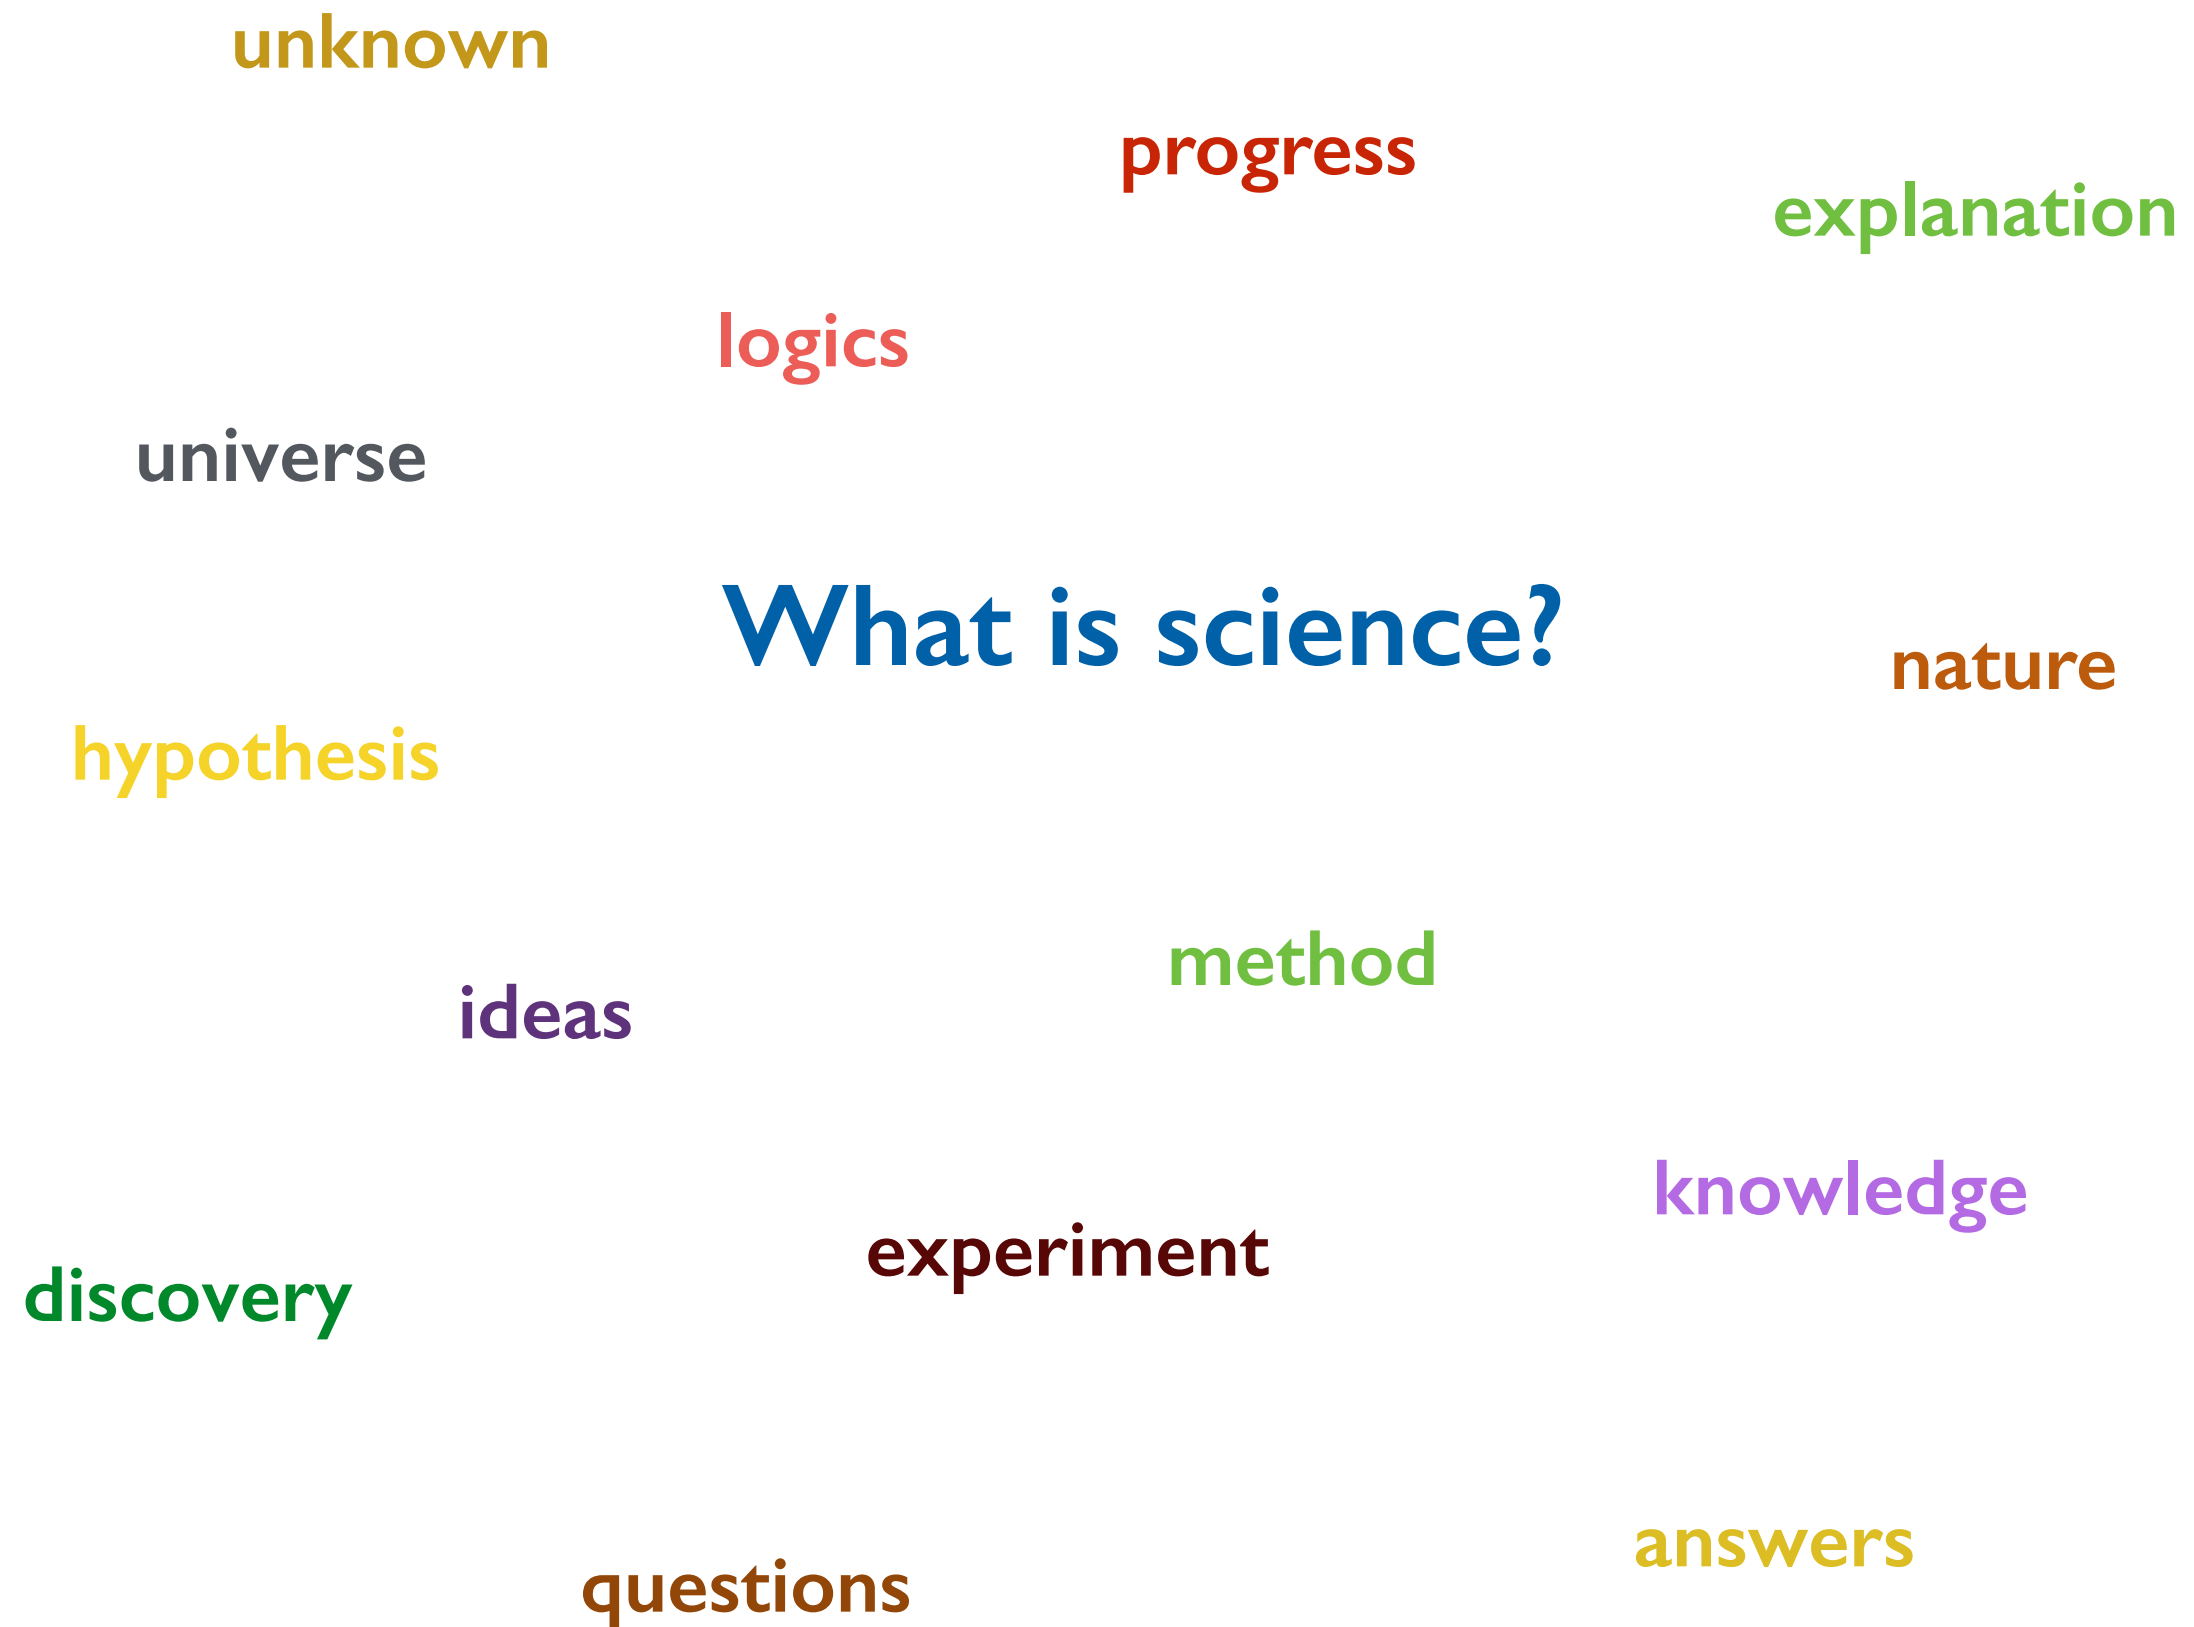 unknown
progress
explanation
logics
universe
What is science?
nature
hypothesis
method
ideas
knowledge
experiment
discovery
answers
questions